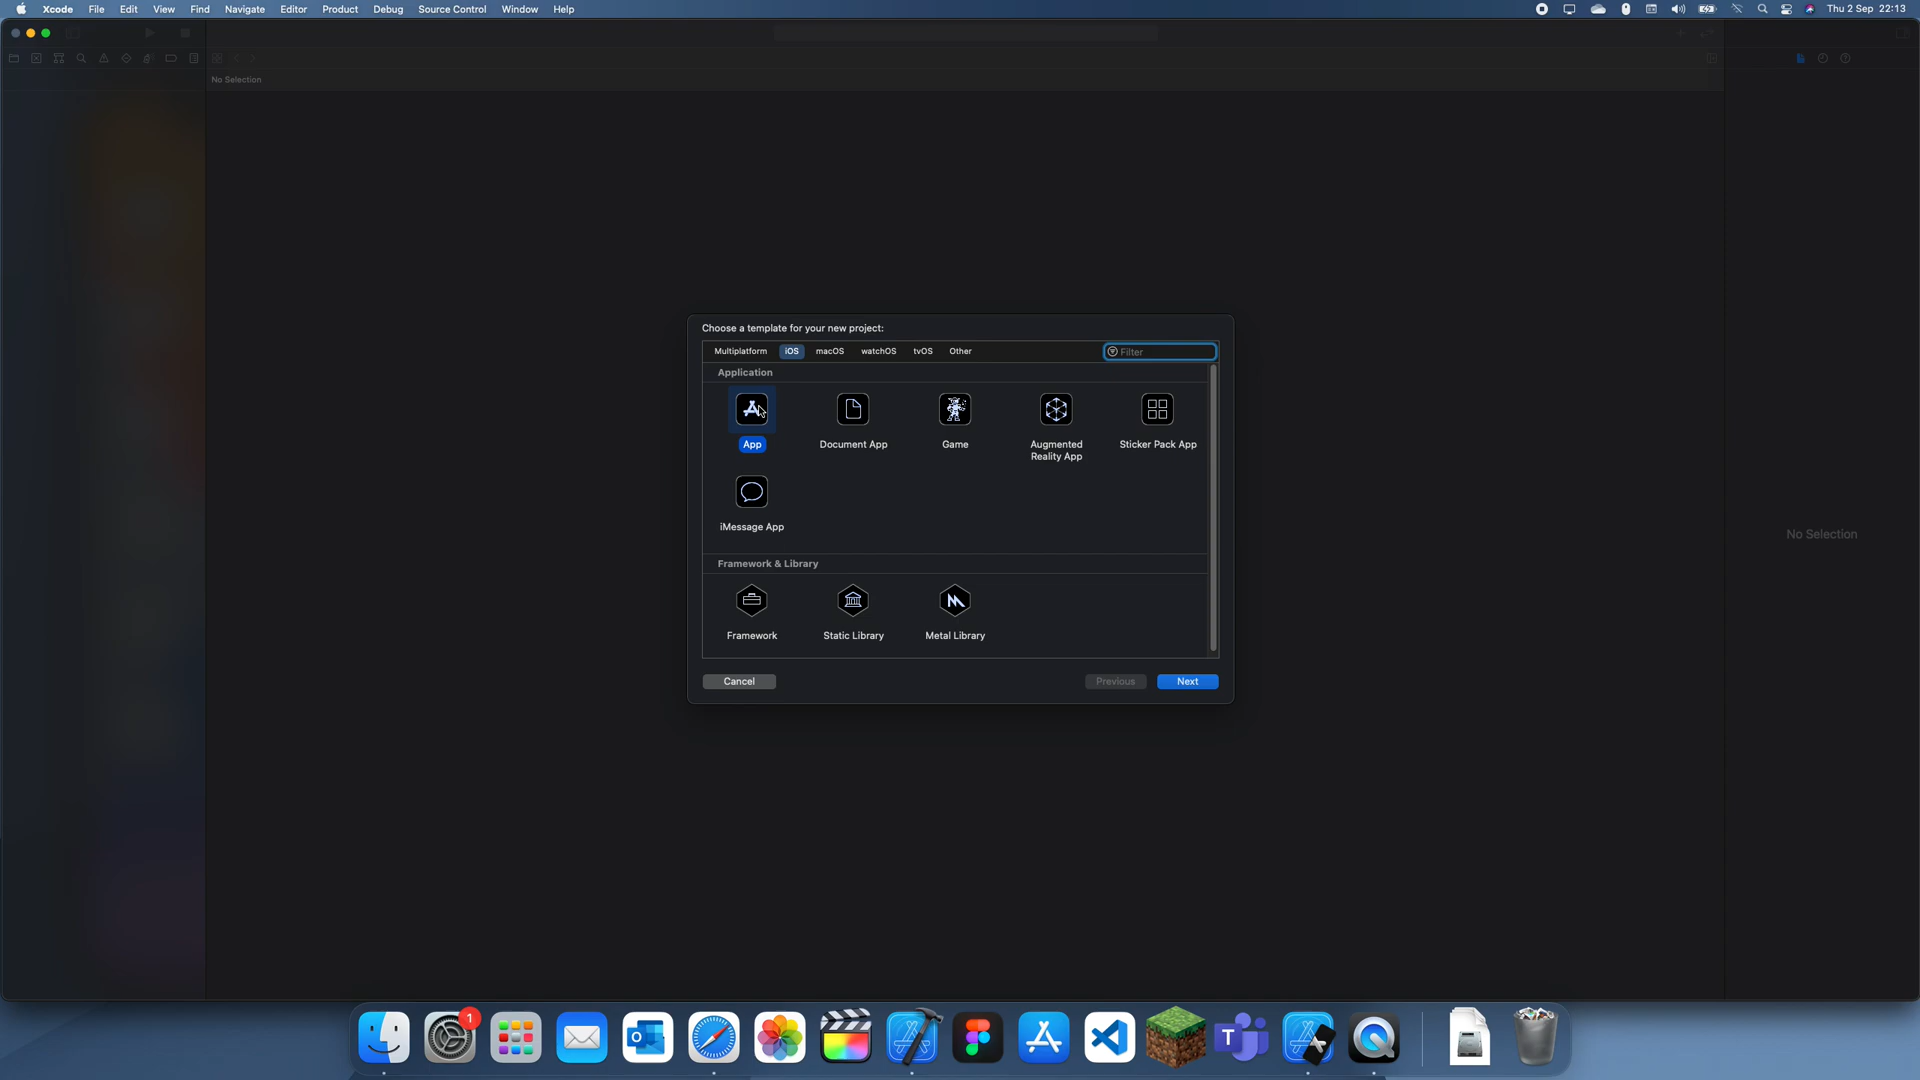 Xcode File Edit View Find Navigate Editor Product Debug Source Control Window Help Thu 2 Sep 22:13
No Selection
Choose a template for your new project:
Multiplatform iOS macOS watchOS tvOS Other Filter
Application
App Document App Game Augmented Sticker Pack App
Reality App
iMessage App
No Selection
Framework & Library
Framework Static Library Metal Library
Cancel Previous Next
1